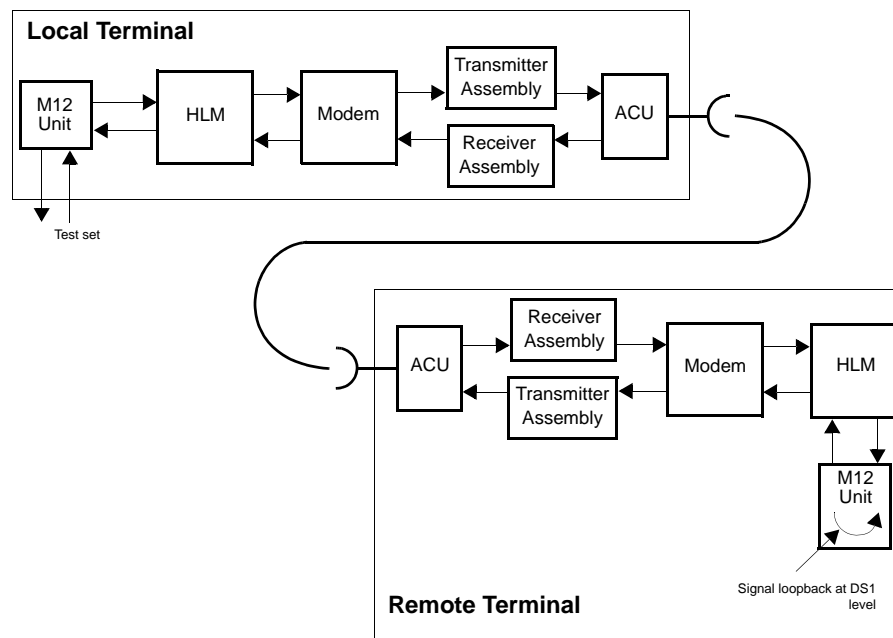 Local Terminal
M12
Unit
HLM
Modem
Transmitter
Assembly
Receiver
Assembly
ACU
Test set
ACU
Receiver
Assembly
Transmitter
Assembly
Modem
HLM
M12
Unit
Signal loopback at DS1
level
Remote Terminal